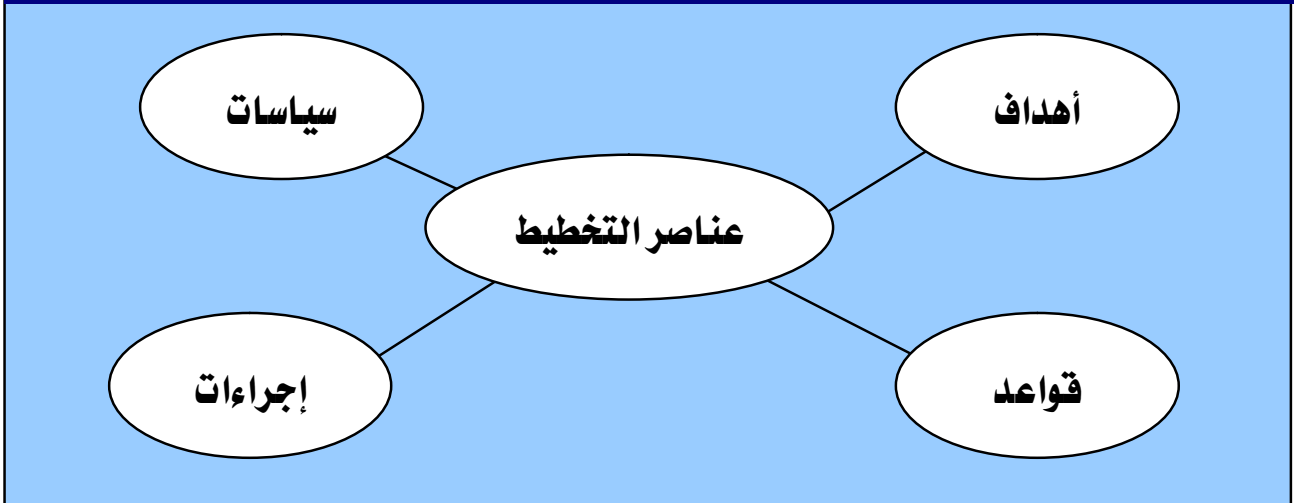 أهداف
سياسات
عناصر التخطيط
قواعد
إجراءات